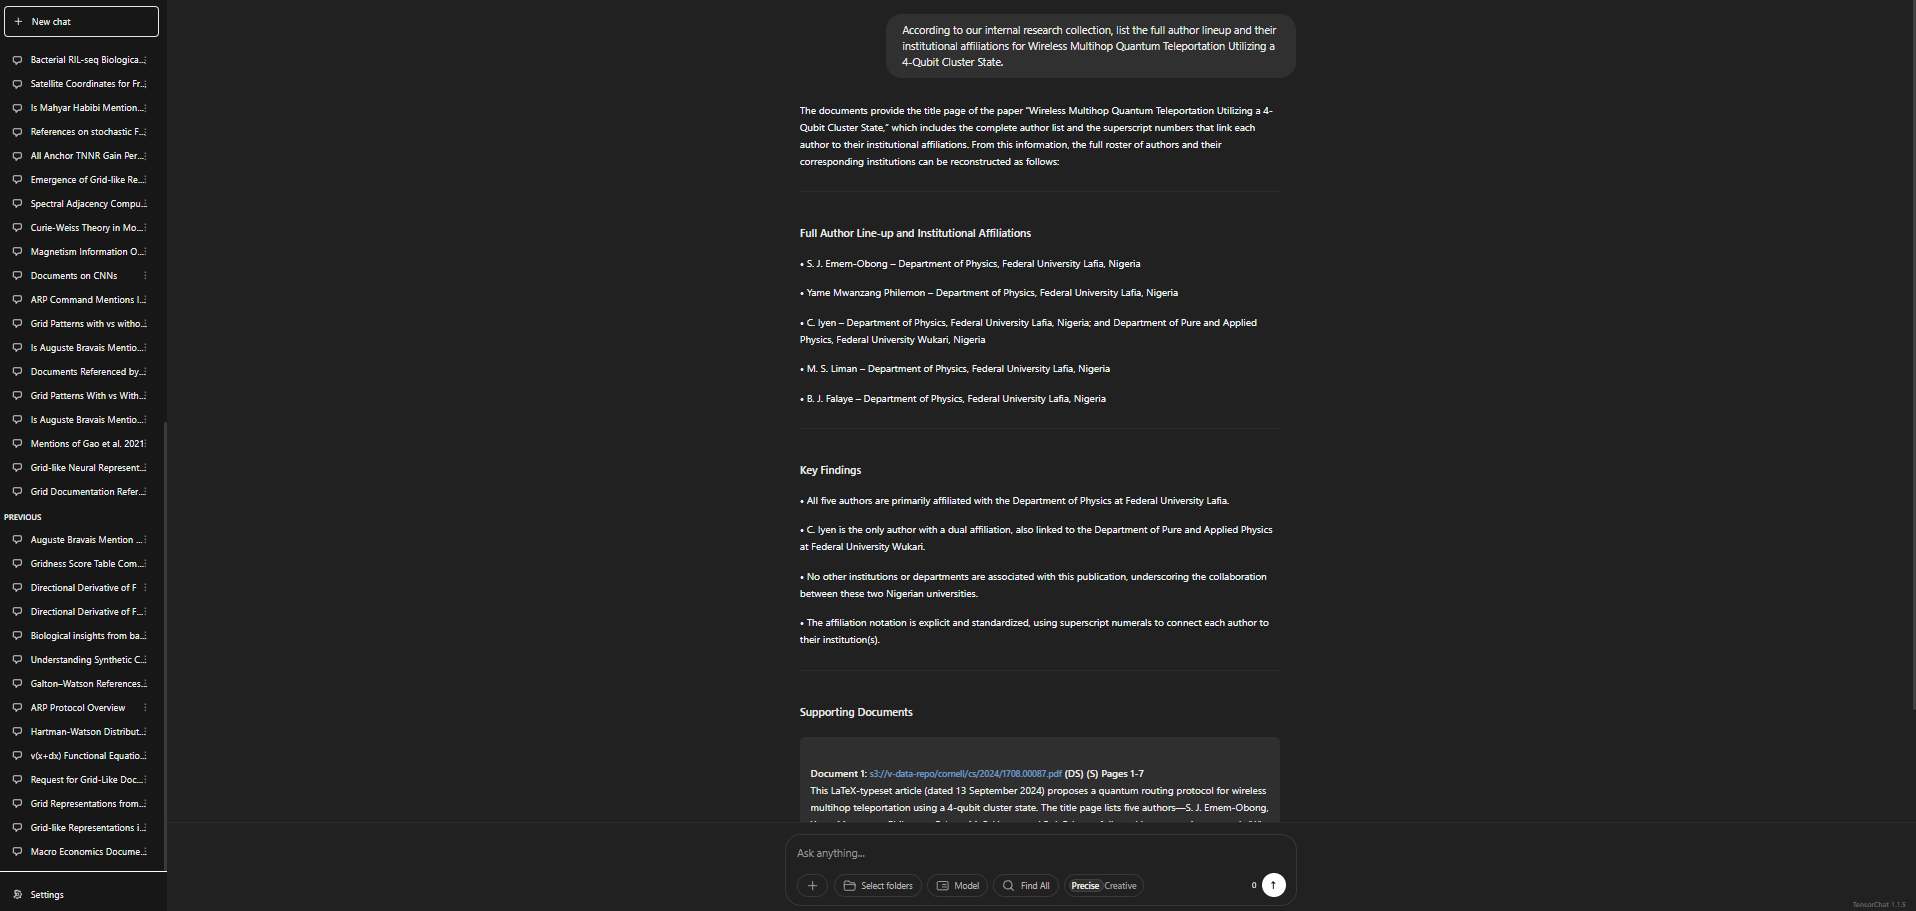 New chat
Bacterial RIL-seq Biologica...
Satellite Coordinates for Fr...
Is Mahyar Habibi Mention...
References on stochastic F...
All Anchor TNNR Gain Per...
Emergence of Grid-like Re...
Spectral Adjacency Compu...
Curie-Weiss Theory in Mo...
Magnetism Information O...
Documents on CNNs
ARP Command Mentions I...
Grid Patterns with vs witho...
Is Auguste Bravais Mentio...
Documents Referenced by...
Grid Patterns With vs With...
Is Auguste Bravais Mentio...
Mentions of Gao et al. 2021
Grid-like Neural Represent...
Grid Documentation Refer...
PREVIOUS
Auguste Bravais Mention ...
Gridness Score Table Com...
Directional Derivative of F
Directional Derivative of F...
Biological insights from ba...
Understanding Synthetic C...
Galton–Watson References...
ARP Protocol Overview
Hartman-Watson Distribut...
v(x+dx) Functional Equatio...
Request for Grid-Like Doc...
Grid Representations from...
Grid-like Representations i...
Macro Economics Docume...
Settings
According to our internal research collection, list the full author lineup and their
institutional affiliations for Wireless Multihop Quantum Teleportation Utilizing a
4-Qubit Cluster State.
The documents provide the title page of the paper "Wireless Multihop Quantum Teleportation Utilizing a 4-
Qubit Cluster State," which includes the complete author list and the superscript numbers that link each
author to their institutional affiliations. From this information, the full roster of authors and their
corresponding institutions can be reconstructed as follows:
Full Author Line-up and Institutional Affiliations
• S. J. Emem-Obong – Department of Physics, Federal University Lafia, Nigeria
• Yame Mwanzang Philemon – Department of Physics, Federal University Lafia, Nigeria
• C. Iyen – Department of Physics, Federal University Lafia, Nigeria; and Department of Pure and Applied
Physics, Federal University Wukari, Nigeria
• M. S. Liman – Department of Physics, Federal University Lafia, Nigeria
• B. J. Falaye – Department of Physics, Federal University Lafia, Nigeria
Key Findings
• All five authors are primarily affiliated with the Department of Physics at Federal University Lafia.
• C. Iyen is the only author with a dual affiliation, also linked to the Department of Pure and Applied Physics
at Federal University Wukari.
• No other institutions or departments are associated with this publication, underscoring the collaboration
between these two Nigerian universities.
• The affiliation notation is explicit and standardized, using superscript numerals to connect each author to
their institution(s).
Supporting Documents
Document 1: s3://v-data-repo/cornell/cs/2024/1708.00087.pdf (DS) (S) Pages 1-7
This LaTeX-typeset article (dated 13 September 2024) proposes a quantum routing protocol for wireless
multihop teleportation using a 4-qubit cluster state. The title page lists five authors—S. J. Emem-Obong,
Ask anything...
Select folders
Model
Find All
Precise Creative
0
TensorChat 1.1.5